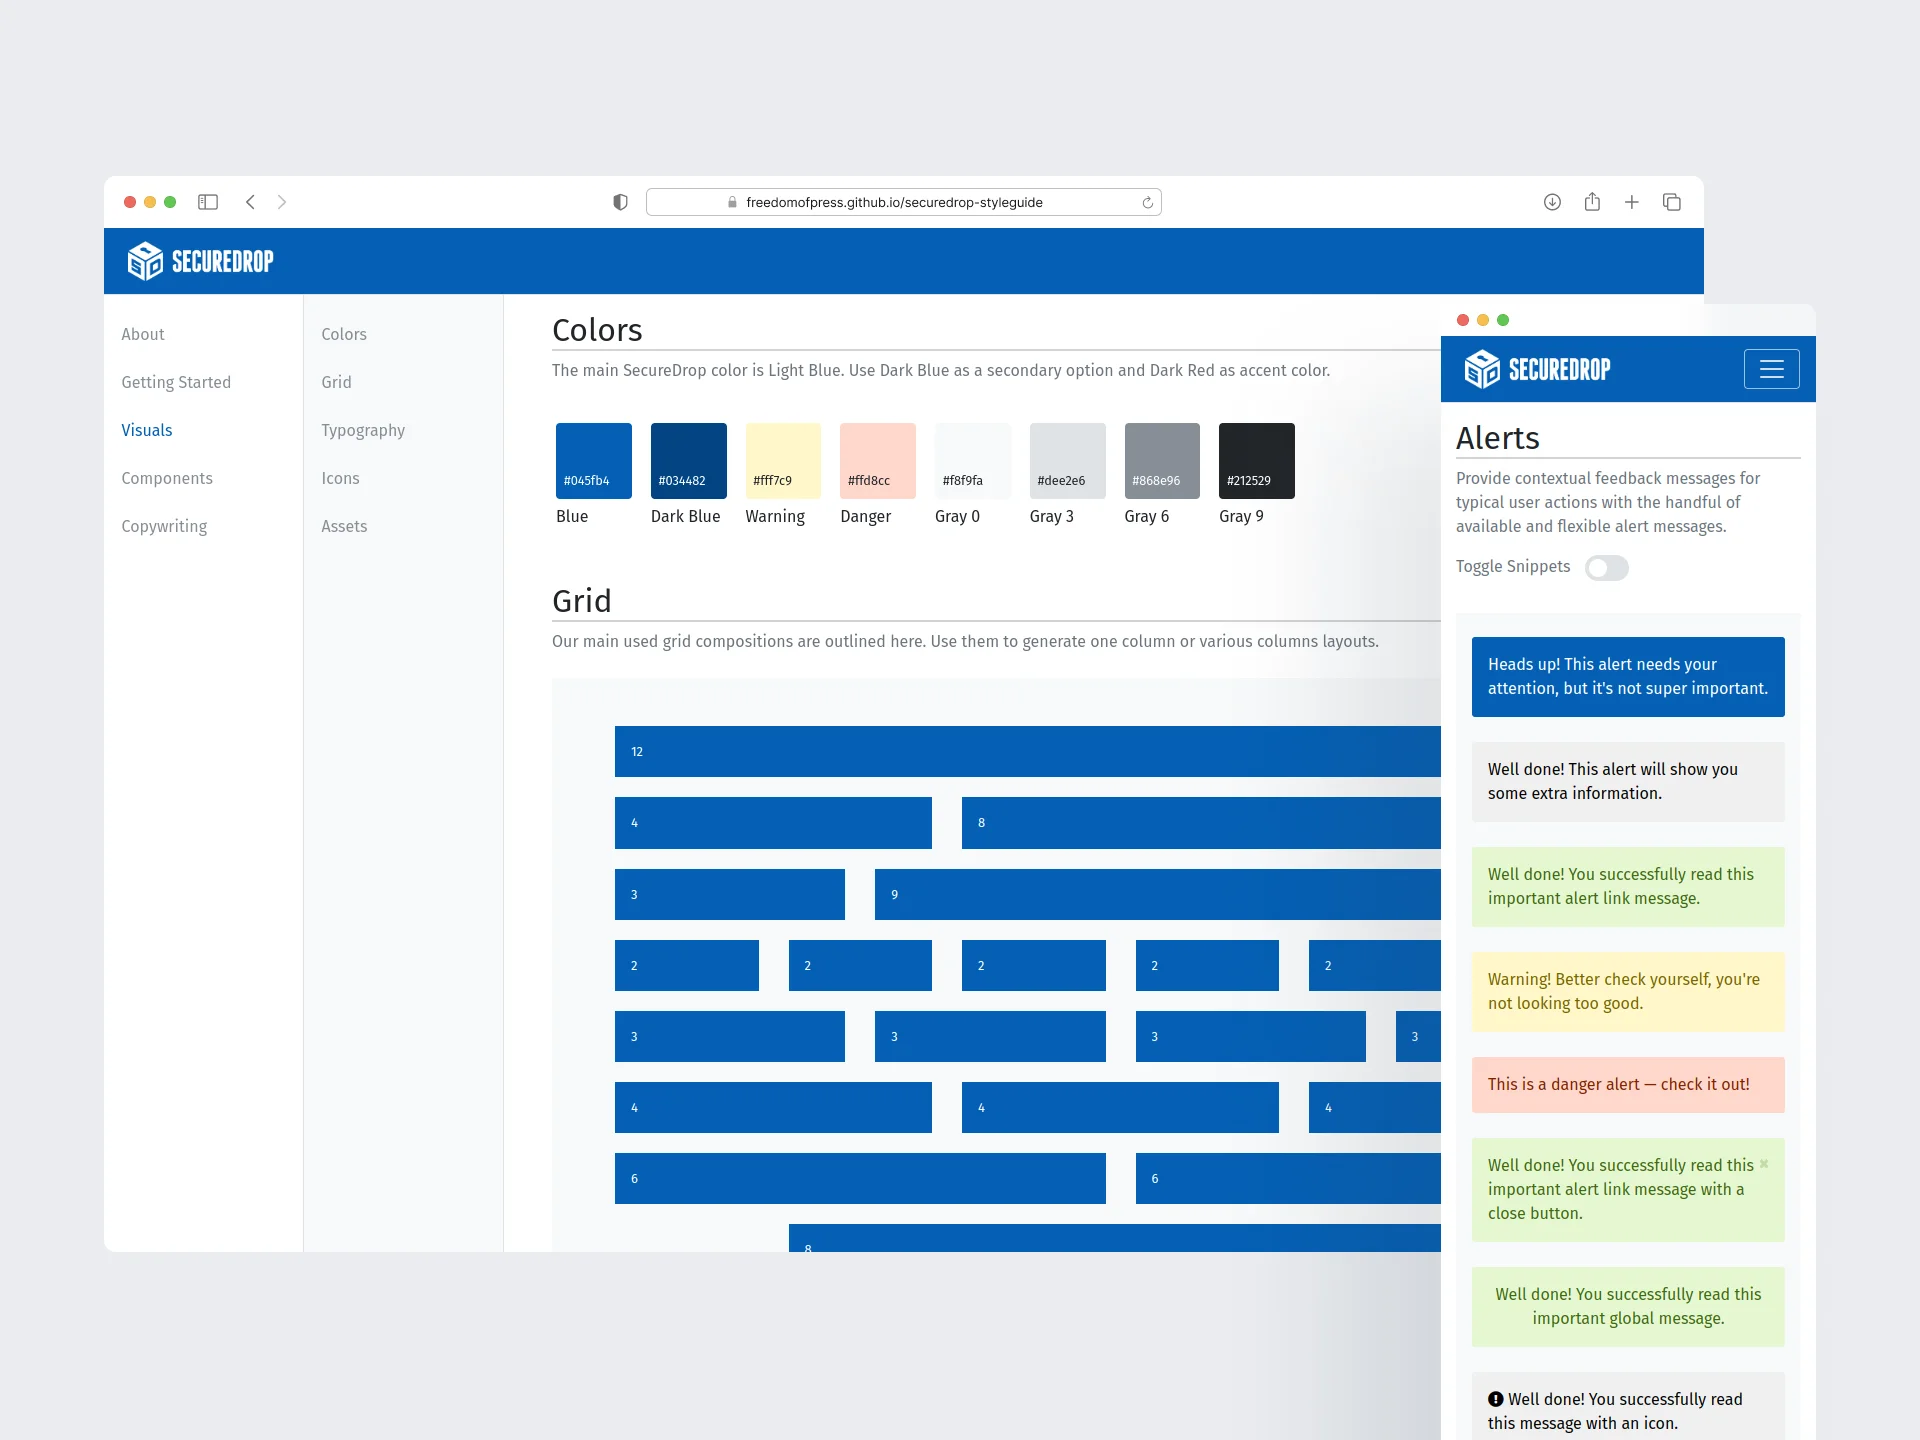 freedomofpress.github.io/securedrop-styleguide
SECUREDROP
About
Getting Started
Visuals
Components
Copywriting
Colors
Grid
Typography
Icons
Assets
Colors
The main SecureDrop color is Light Blue. Use Dark Blue as a secondary option and Dark Red as accent color.
#045fb4
#034482
#fff7c9
#ffd8cc
#f8f9fa
#dee2e6
#868e96
#212529
Blue
Dark Blue
Warning
Danger
Gray 0
Gray 3
Gray 6
Gray 9
Grid
Our main used grid compositions are outlined here. Use them to generate one column or various columns layouts.
12
4 8
3 9
2 2 2 2 2
3 3 3 3
4 4 4
6 6
8
SECUREDROP
Alerts
Provide contextual feedback messages for
typical user actions with the handful of
available and flexible alert messages.
Toggle Snippets
Heads up! This alert needs your
attention, but it's not super important.
Well done! This alert will show you
some extra information.
Well done! You successfully read this
important alert link message.
Warning! Better check yourself, you're
not looking too good.
This is a danger alert — check it out!
Well done! You successfully read this
important alert link message with a
close button.
Well done! You successfully read this
important global message.
Well done! You successfully read
this message with an icon.